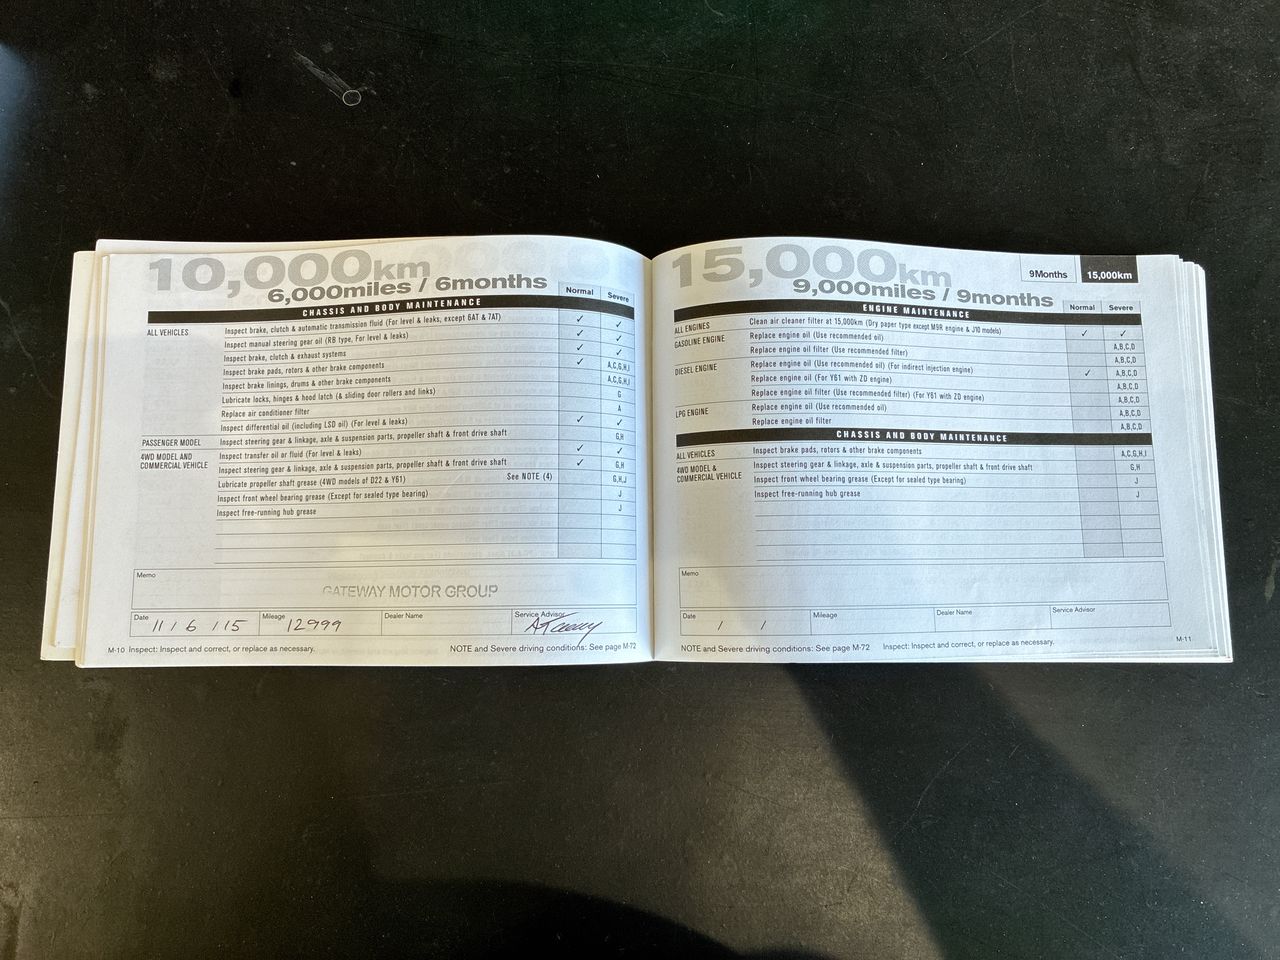 10,000km
6,000miles / 6months
Normal Severe
CHASSIS AND BODY MAINTENANCE
ALL VEHICLES Inspect brake, clutch & automatic transmission fluid (For level & leaks, except 6AT & 7AT) ✓ ✓
Inspect manual steering gear oil (RB type, For level & leaks) ✓ ✓
Inspect brake, clutch & exhaust systems ✓ ✓
Inspect brake pads, rotors & other brake components ✓ A,C,G,H,I
Inspect brake linings, drums & other brake components A,C,G,H,I
Lubricate locks, hinges & hood latch (& sliding door rollers and links) G
Replace air conditioner filter A
Inspect differential oil (including LSD oil) (For level & leaks) ✓ ✓
PASSENGER MODEL Inspect steering gear & linkage, axle & suspension parts, propeller shaft & front drive shaft G,H
4WD MODEL AND COMMERCIAL VEHICLE Inspect transfer oil or fluid (For level & leaks) ✓ ✓
Inspect steering gear & linkage, axle & suspension parts, propeller shaft & front drive shaft ✓ G,H
Lubricate propeller shaft grease (4WD models of D22 & Y61) See NOTE (4) G,H,J
Inspect front wheel bearing grease (Except for sealed type bearing) J
Inspect free-running hub grease J
Memo
GATEWAY MOTOR GROUP
Date 11 / 6 / 15 Mileage 12999 Dealer Name Service Advisor
M-10 Inspect: Inspect and correct, or replace as necessary. NOTE and Severe driving conditions: See page M-72
15,000km
9,000miles / 9months
9Months 15,000km
Normal Severe
ENGINE MAINTENANCE
ALL ENGINES Clean air cleaner filter at 15,000km (Dry paper type except M9R engine & J10 models) ✓ ✓
GASOLINE ENGINE Replace engine oil (Use recommended oil) A,B,C,D
Replace engine oil filter (Use recommended filter) A,B,C,D
DIESEL ENGINE Replace engine oil (Use recommended oil) (For indirect injection engine) ✓ A,B,C,D
Replace engine oil (For Y61 with ZD engine) A,B,C,D
Replace engine oil filter (Use recommended filter) (For Y61 with ZD engine) A,B,C,D
LPG ENGINE Replace engine oil (Use recommended oil) A,B,C,D
Replace engine oil filter A,B,C,D
CHASSIS AND BODY MAINTENANCE
ALL VEHICLES Inspect brake pads, rotors & other brake components A,C,G,H,I
4WD MODEL & COMMERCIAL VEHICLE Inspect steering gear & linkage, axle & suspension parts, propeller shaft & front drive shaft G,H
Inspect front wheel bearing grease (Except for sealed type bearing) J
Inspect free-running hub grease J
Memo
Date / / Mileage Dealer Name Service Advisor
NOTE and Severe driving conditions: See page M-72 Inspect: Inspect and correct, or replace as necessary. M-11